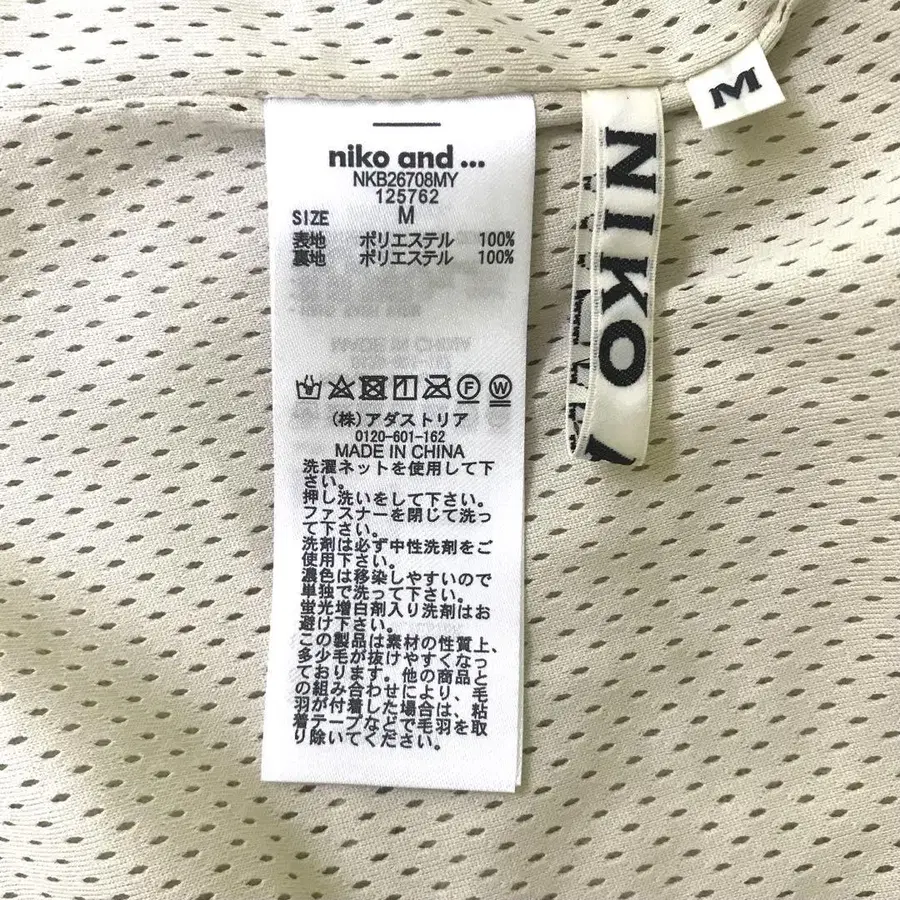 niko and ...
NKB26708MY
125762
SIZE M
表地 ポリエステル 100%
裏地 ポリエステル 100%
(株)アダストリア
0120-601-162
MADE IN CHINA
洗濯ネットを使用して下
さい。
押し洗いをして下さい。
ファスナーを閉じて洗っ
て下さい。
洗剤は必ず中性洗剤をご
使用下さい。
濃色は移染しやすいので
単独で洗って下さい。
蛍光増白剤入り洗剤はお
避け下さい。
この製品は素材の性質上、
多少毛が抜けやすくなっ
ております。他の商品と
の組み合わせにより、毛
羽が付着した場合は、粘
着テープなどで毛羽を取
り除いてください。
NIKO
M